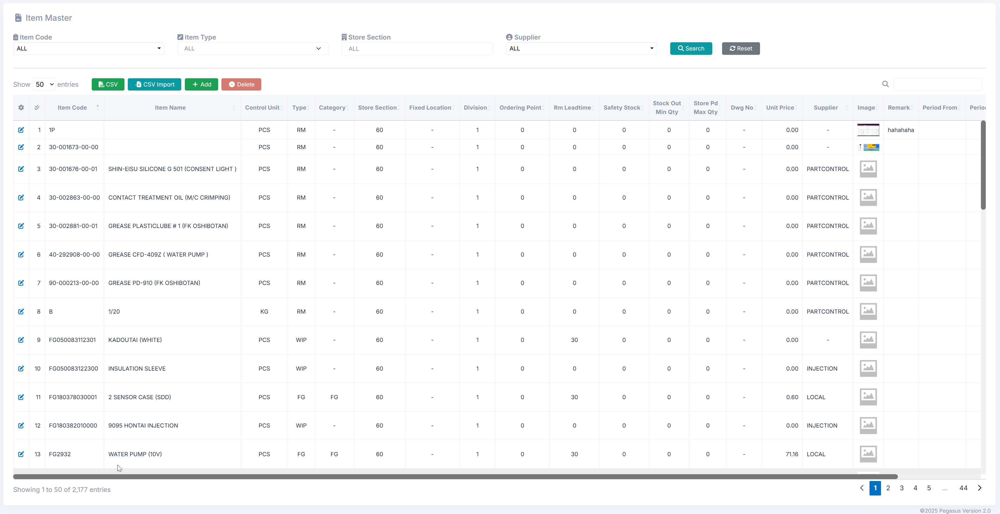 Item Master
Item Code Item Type Store Section Supplier
ALL ALL ALL ALL Search Reset
Show 50 entries CSV CSV Import + Add Delete
Item Code Item Name Control Unit Type Category Store Section Fixed Location Division Ordering Point Rm Leadtime Safety Stock Stock Out Min Qty Store Pd Max Qty Dwg No Unit Price Supplier Image Remark Period From Perio
1 1P PCS RM - 60 - 1 0 0 0 0 0 - 0.00 - hahahaha
2 30-001673-00-00 PCS RM - 60 - 1 0 0 0 0 0 - 0.00 -
3 30-001676-00-01 SHIN-EISU SILICONE G 501 (CONSENT LIGHT ) PCS RM - 60 - 1 0 0 0 0 0 - 0.00 PARTCONTROL
4 30-002863-00-00 CONTACT TREATMENT OIL (M/C CRIMPING) PCS RM - 60 - 1 0 0 0 0 0 - 0.00 PARTCONTROL
5 30-002881-00-01 GREASE PLASTICLUBE # 1 (FK OSHIBOTAN) PCS RM - 60 - 1 0 0 0 0 0 - 0.00 PARTCONTROL
6 40-292908-00-00 GREASE CFD-409Z ( WATER PUMP ) PCS RM - 60 - 1 0 0 0 0 0 - 0.00 PARTCONTROL
7 90-000213-00-00 GREASE PD-910 (FK OSHIBOTAN) PCS RM - 60 - 1 0 0 0 0 0 - 0.00 PARTCONTROL
8 B 1/20 KG RM - 60 - 1 0 0 0 0 0 - 0.00 PARTCONTROL
9 FG050083112301 KADOUTAI (WHITE) PCS WIP - 60 - 1 0 30 0 0 0 - 0.00 -
10 FG050083122300 INSULATION SLEEVE PCS WIP - 60 - 1 0 0 0 0 0 - 0.00 INJECTION
11 FG180378030001 2 SENSOR CASE (SDD) PCS FG FG 60 - 1 0 30 0 0 0 - 0.60 LOCAL
12 FG180382010000 9095 HONTAI INJECTION PCS WIP - 60 - 1 0 0 0 0 0 - 0.00 INJECTION
13 FG2932 WATER PUMP (10V) PCS FG FG 60 - 1 0 30 0 0 0 - 71.16 LOCAL
Showing 1 to 50 of 2,177 entries 1 2 3 4 5 ... 44
©2025 Pegasus Version 2.0